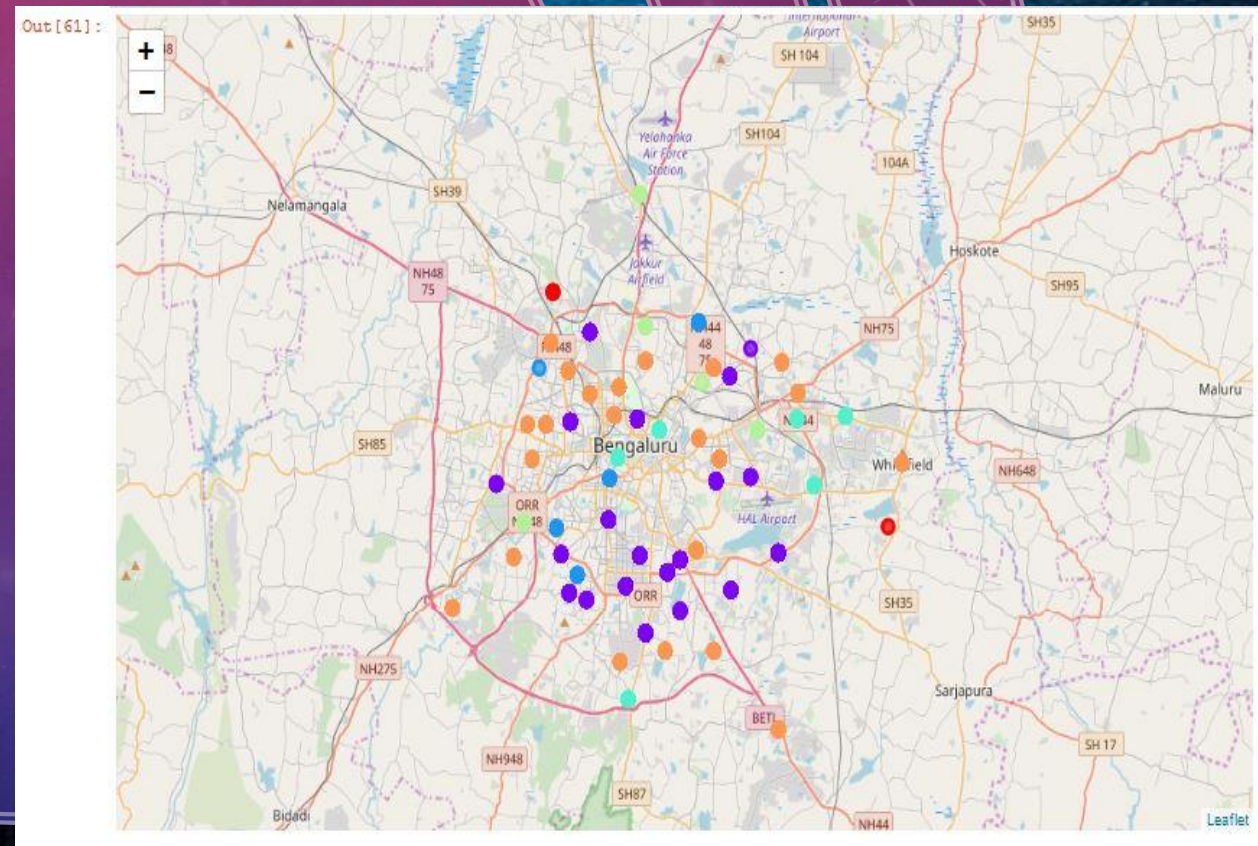 Out[61]:
+
−
48
International
Airport
SH35
SH 104
Yelahanka
Air Force
Station
SH104
104A
SH39
Nelamangala
Jakkur
Airfield
Hoskote
NH48
75
SH95
NH75
48
Maluru
SH85
Bengaluru
NH648
ORR
HAL Airport
ORR
SH35
NH275
Sarjapura
SH 17
NH948
SH87
Bidadi
NH44
Leaflet